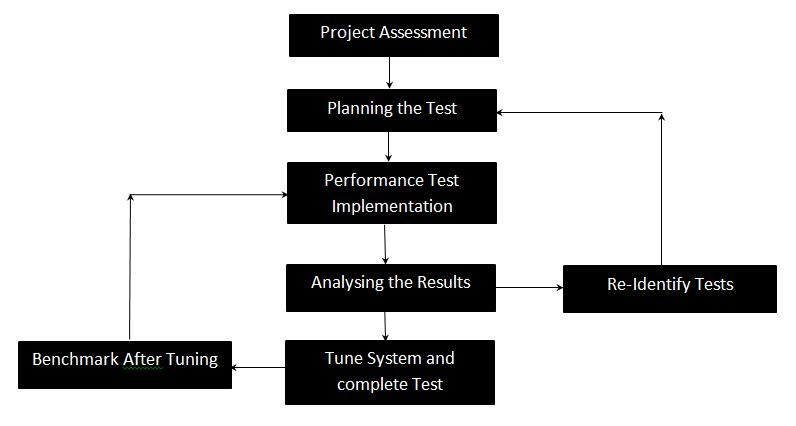 Project Assessment
Planning the Test
Performance Test
Implementation
Analysing the Results
Re-Identify Tests
Benchmark After Tuning
Tune System and
complete Test